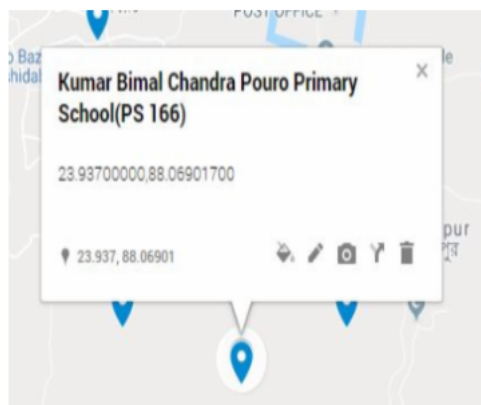 POST OFFICE
Kumar Bimal Chandra Pouro Primary
School(PS 166)
23.93700000,88.06901700
23.937, 88.06901